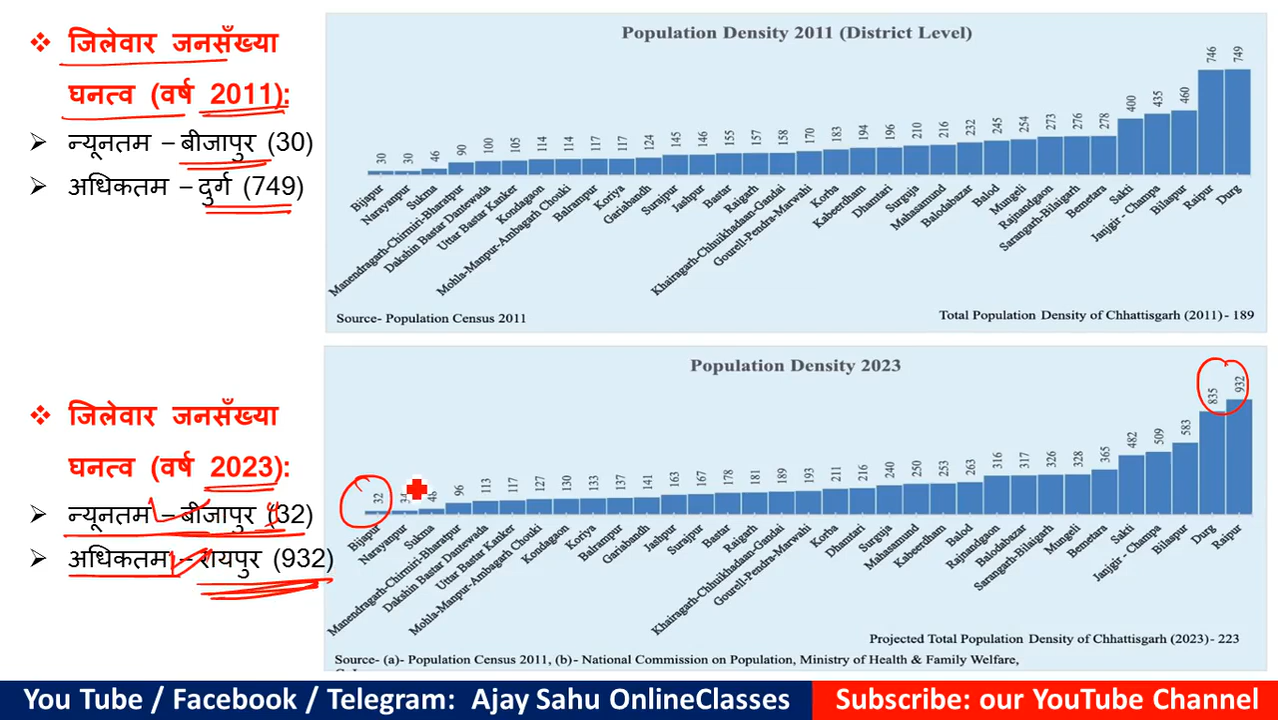 ❖ जिलेवार जनसँख्या
घनत्व (वर्ष 2011):
➢ न्यूनतम – बीजापुर (30)
➢ अधिकतम – दुर्ग (749)
Population Density 2011 (District Level)
30 30 46 90 100 105 114 114 117 117 124 145 146 155 157 158 170 183 194 196 210 216 232 245 254 273 276 278 400 435 460 746 749
Bijapur
Narayanpur
Sukma
Manendragarh-Chirmiri-Bharatpur
Dakshin Bastar Dantewada
Uttar Bastar Kanker
Kondagaon
Mohla-Manpur-Ambagarh Chouki
Balrampur
Koriya
Gariabandh
Surajpur
Jashpur
Bastar
Raigarh
Khairagarh-Chhuikhadaan-Gandai
Gourell-Pendra-Marwahi
Korba
Kabeerdham
Dhamtari
Surguja
Mahasamund
Balodabazar
Balod
Mungeli
Rajnandgaon
Sarangarh-Bilaigarh
Bemetara
Sakti
Janjgir - Champa
Bilaspur
Raipur
Durg
Source- Population Census 2011
Total Population Density of Chhattisgarh (2011)- 189
❖ जिलेवार जनसँख्या
घनत्व (वर्ष 2023):
➢ न्यूनतम – बीजापुर (32)
➢ अधिकतम – रायपुर (932)
Population Density 2023
32 34 48 96 113 117 127 130 133 137 141 163 167 178 181 189 193 211 216 240 250 253 263 316 317 326 328 365 482 509 583 835 932
Bijapur
Narayanpur
Sukma
Manendragarh-Chirmiri-Bharatpur
Dakshin Bastar Dantewada
Uttar Bastar Kanker
Mohla-Manpur-Ambagarh Chouki
Kondagaon
Koriya
Balrampur
Gariabandh
Jashpur
Surajpur
Bastar
Raigarh
Khairagarh-Chhuikhadaan-Gandai
Gourell-Pendra-Marwahi
Korba
Dhamtari
Surguja
Mahasamund
Kabeerdham
Balod
Rajnandgaon
Balodabazar
Sarangarh-Bilaigarh
Mungeli
Bemetara
Sakti
Janjgir - Champa
Bilaspur
Durg
Raipur
Projected Total Population Density of Chhattisgarh (2023)- 223
Source- (a)- Population Census 2011, (b)- National Commission on Population, Ministry of Health & Family Welfare,
You Tube / Facebook / Telegram: Ajay Sahu OnlineClasses
Subscribe: our YouTube Channel